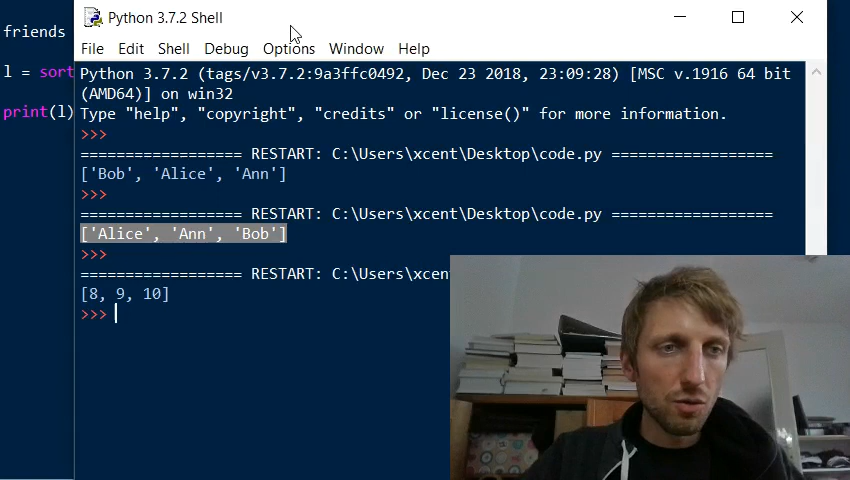 Python 3.7.2 Shell
friends
File Edit Shell Debug Options Window Help
l = sort
print(l)
Python 3.7.2 (tags/v3.7.2:9a3ffc0492, Dec 23 2018, 23:09:28) [MSC v.1916 64 bit
(AMD64)] on win32
Type "help", "copyright", "credits" or "license()" for more information.
>>>
================== RESTART: C:\Users\xcent\Desktop\code.py ==================
['Bob', 'Alice', 'Ann']
>>>
================== RESTART: C:\Users\xcent\Desktop\code.py ==================
['Alice', 'Ann', 'Bob']
>>>
================== RESTART: C:\Users\xcent
[8, 9, 10]
>>>